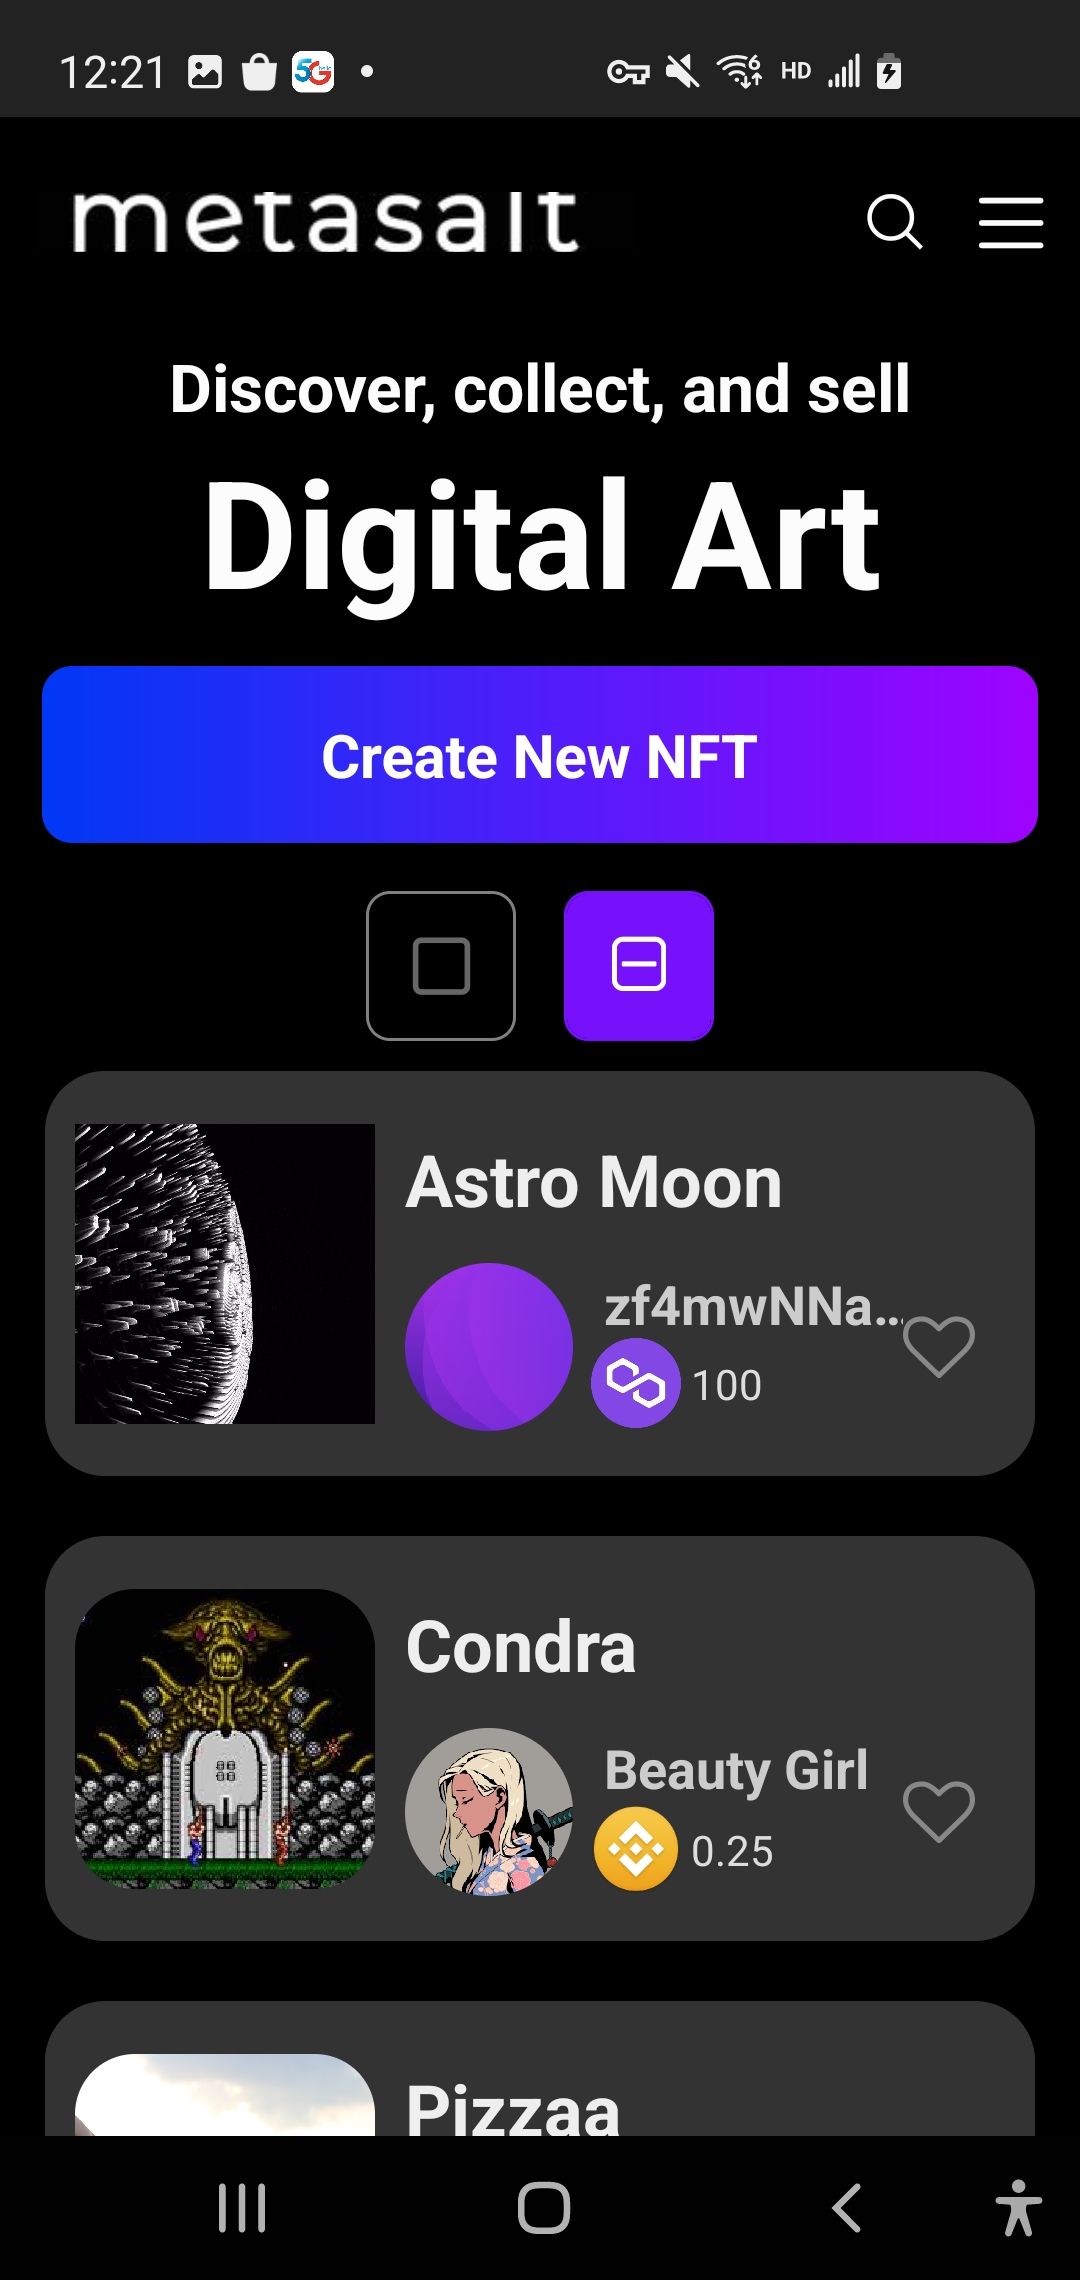 12:21
5G
6
HD
metasalt
Discover, collect, and sell
Digital Art
Create New NFT
Astro Moon
zf4mwNNa...
100
Condra
Beauty Girl
0.25
Pizzaa